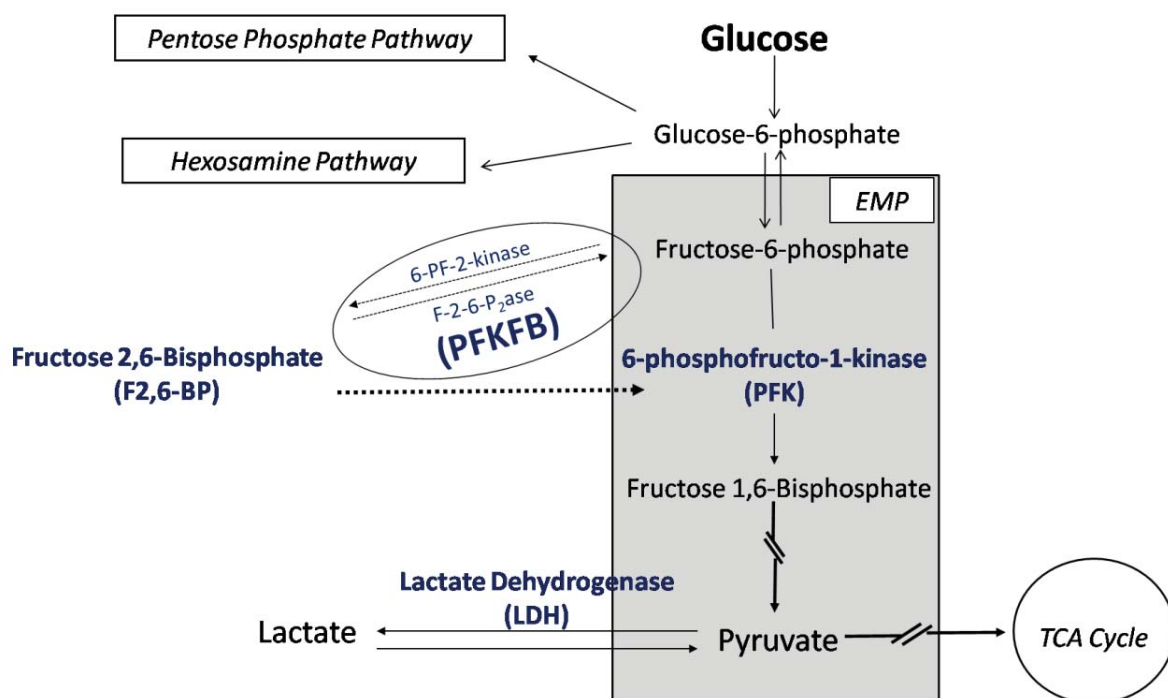 Pentose Phosphate Pathway
Glucose
Glucose-6-phosphate
Hexosamine Pathway
EMP
Fructose-6-phosphate
6-PF-2-kinase
F-2-6-P₂ase
(PFKFB)
Fructose 2,6-Bisphosphate
(F2,6-BP)
6-phosphofructo-1-kinase
(PFK)
Fructose 1,6-Bisphosphate
Lactate Dehydrogenase
(LDH)
Lactate
Pyruvate
TCA Cycle